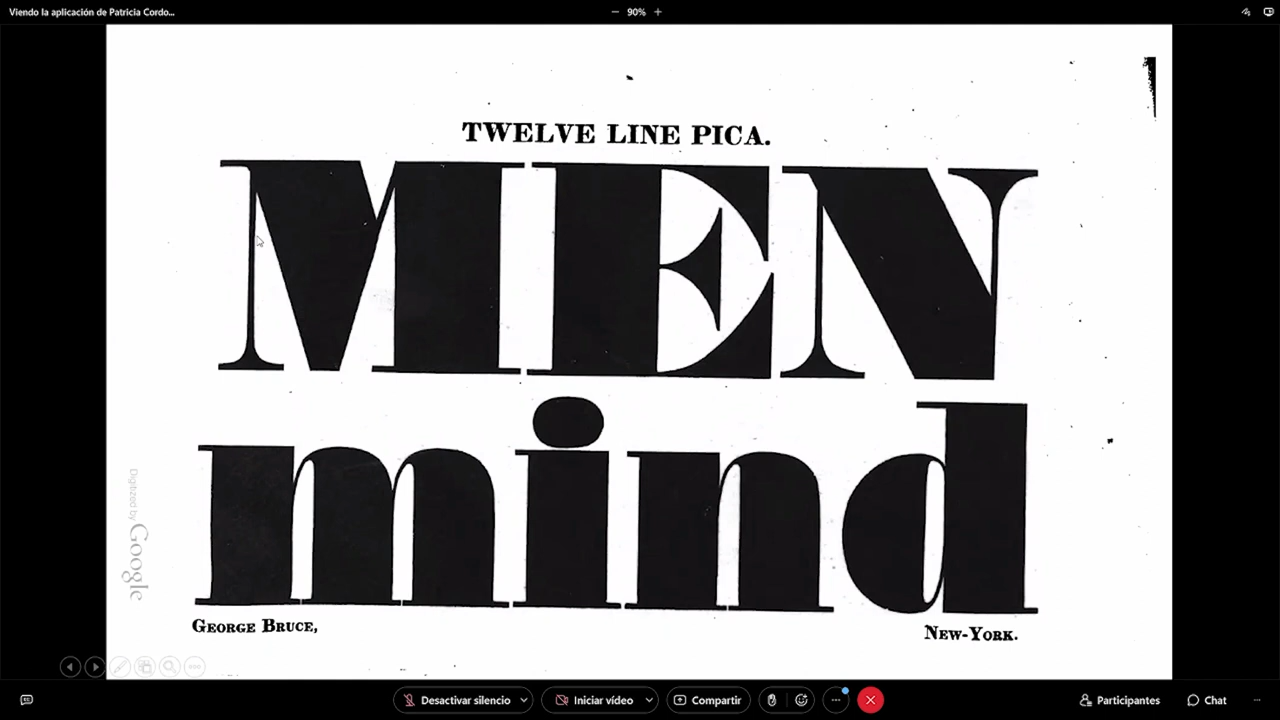 Viendo la aplicación de Patricia Cordo...
90%
TWELVE LINE PICA.
MEN
mind
GEORGE BRUCE,
NEW-YORK.
Digitized by Google
Desactivar silencio
Iniciar vídeo
Compartir
Participantes
Chat